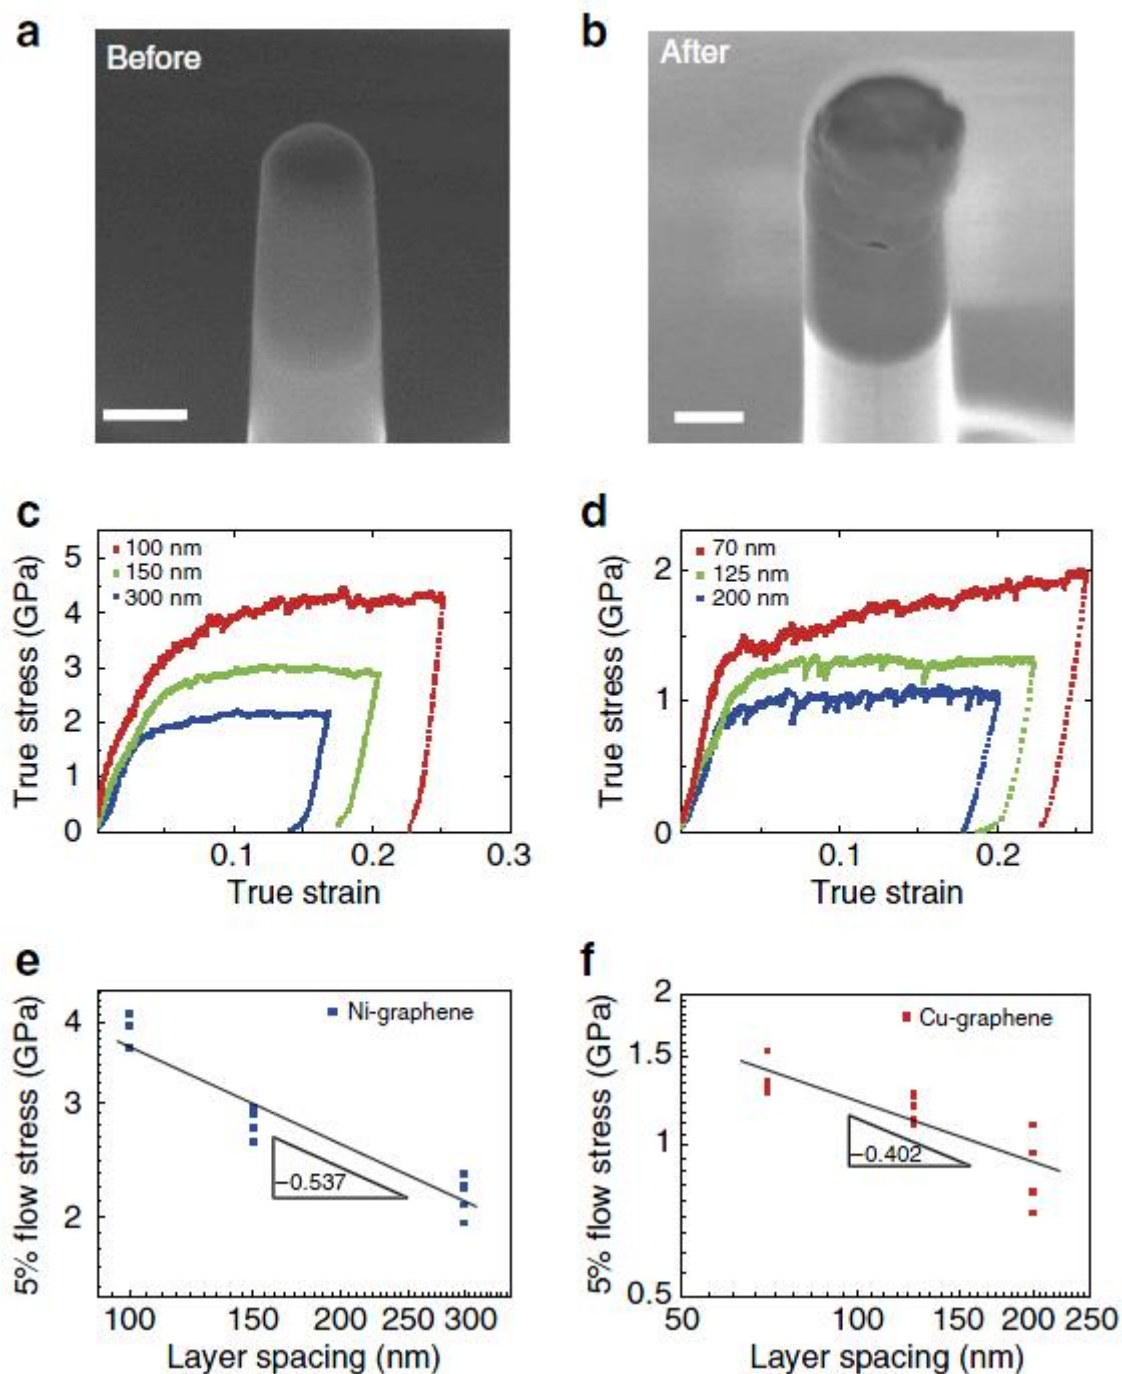 a
Before
b
After
c
True stress (GPa)
5
4
3
2
1
0
100 nm
150 nm
300 nm
0.1
0.2
0.3
True strain
d
True stress (GPa)
2
1
0
70 nm
125 nm
200 nm
0.1
0.2
True strain
e
5% flow stress (GPa)
4
3
2
Ni-graphene
−0.537
100
150
200
250
300
Layer spacing (nm)
f
5% flow stress (GPa)
2
1.5
1
0.5
Cu-graphene
−0.402
50
100
150
200
250
Layer spacing (nm)